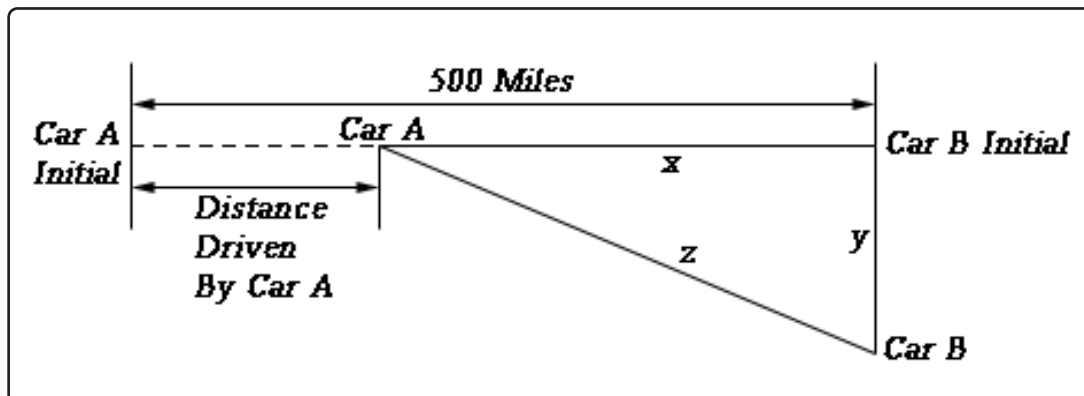 500 Miles
Car A
Initial
Car A
Car B Initial
x
Distance
Driven
By Car A
y
z
Car B